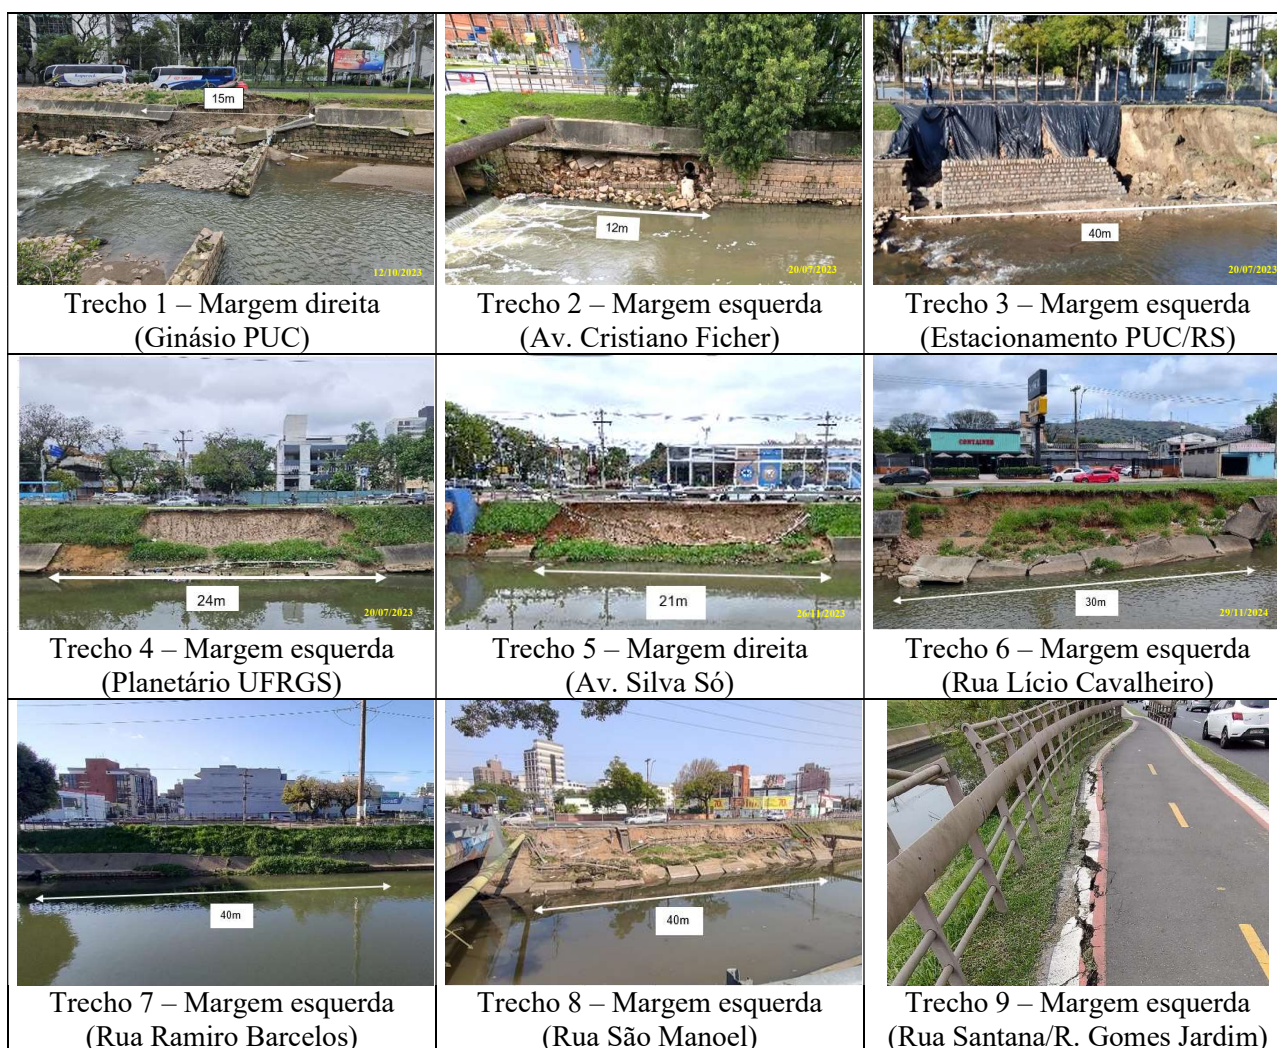 15m
12/10/2023
12m
20/07/2023
40m
20/07/2023
Trecho 1 – Margem direita
(Ginásio PUC)
Trecho 2 – Margem esquerda
(Av. Cristiano Ficher)
Trecho 3 – Margem esquerda
(Estacionamento PUC/RS)
24m
20/07/2023
21m
26/11/2023
CONTAINER
30m
29/11/2024
Trecho 4 – Margem esquerda
(Planetário UFRGS)
Trecho 5 – Margem direita
(Av. Silva Só)
Trecho 6 – Margem esquerda
(Rua Lício Cavalheiro)
40m
70
70
40m
Trecho 7 – Margem esquerda
(Rua Ramiro Barcelos)
Trecho 8 – Margem esquerda
(Rua São Manoel)
Trecho 9 – Margem esquerda
(Rua Santana/R. Gomes Jardim)